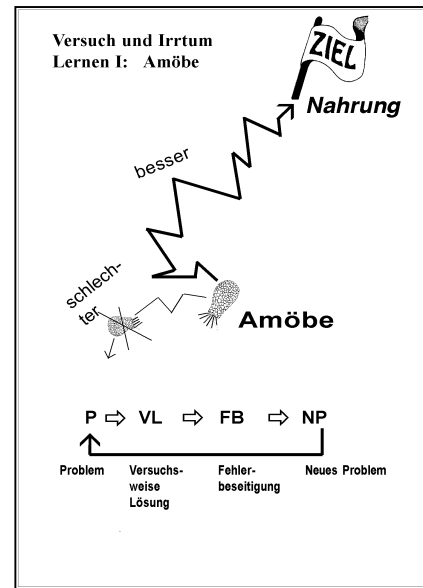 Versuch und Irrtum
Lernen I: Amöbe
ZIEL
Nahrung
besser
schlech-
ter
Amöbe
P ⇨ VL ⇨ FB ⇨ NP
Problem Versuchs- Fehler- Neues Problem
weise beseitigung
Lösung